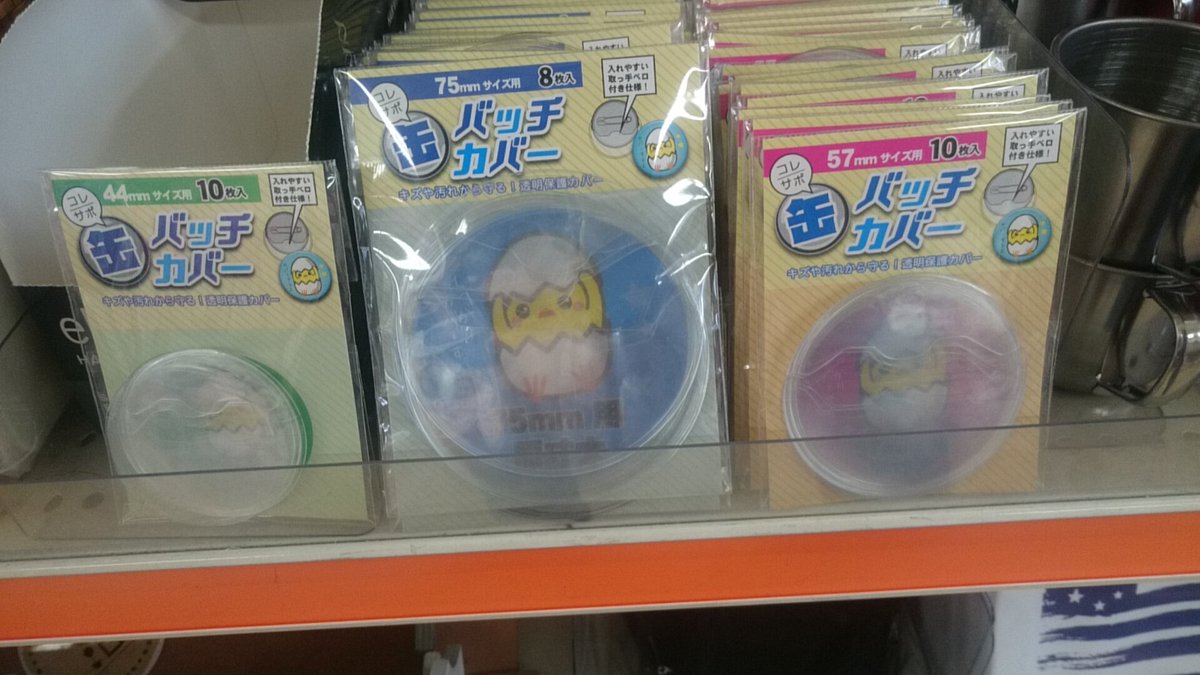 44mm サイズ用 10枚入
入れやすい
取っ手ベロ
付き仕様!
コレ
サポ
缶
バッチ
カバー
キズや汚れから守る!透明保護カバー
75mm サイズ用 8枚入
入れやすい
取っ手ベロ
付き仕様!
コレ
サポ
缶
バッチ
カバー
キズや汚れから守る!透明保護カバー
75mm 用
57mm サイズ用 10枚入
入れやすい
取っ手ベロ
付き仕様!
コレ
サポ
缶
バッチ
カバー
キズや汚れから守る!透明保護カバー